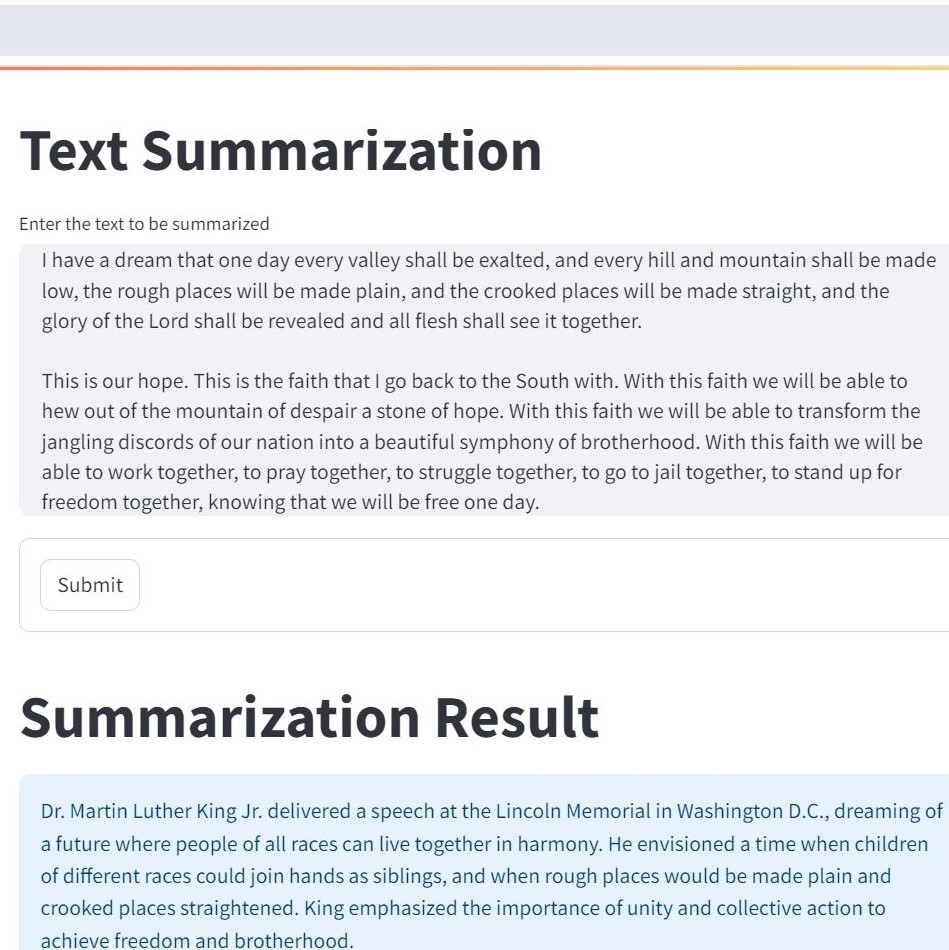 Text Summarization
Enter the text to be summarized
I have a dream that one day every valley shall be exalted, and every hill and mountain shall be made
low, the rough places will be made plain, and the crooked places will be made straight, and the
glory of the Lord shall be revealed and all flesh shall see it together.
This is our hope. This is the faith that I go back to the South with. With this faith we will be able to
hew out of the mountain of despair a stone of hope. With this faith we will be able to transform the
jangling discords of our nation into a beautiful symphony of brotherhood. With this faith we will be
able to work together, to pray together, to struggle together, to go to jail together, to stand up for
freedom together, knowing that we will be free one day.
Submit
Summarization Result
Dr. Martin Luther King Jr. delivered a speech at the Lincoln Memorial in Washington D.C., dreaming of
a future where people of all races can live together in harmony. He envisioned a time when children
of different races could join hands as siblings, and when rough places would be made plain and
crooked places straightened. King emphasized the importance of unity and collective action to
achieve freedom and brotherhood.